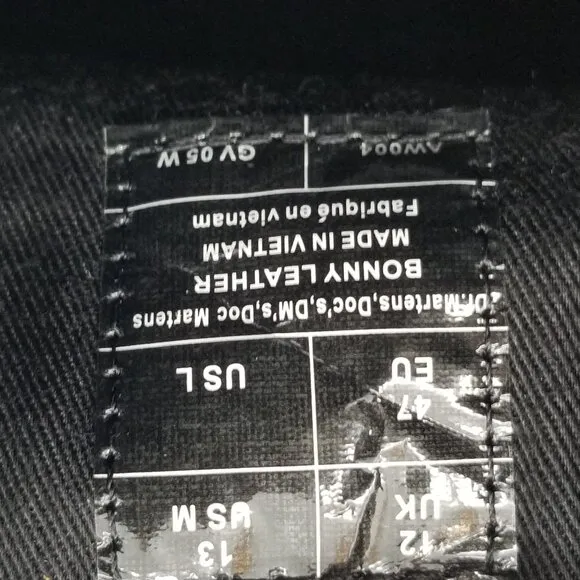 12 UK
13 US M
47 EU
US L
Dr.Martens,Doc's,DM's,Doc Martens
BONNY LEATHER
MADE IN VIETNAM
Fabriqué en vietnam
AW004
GV 05 W